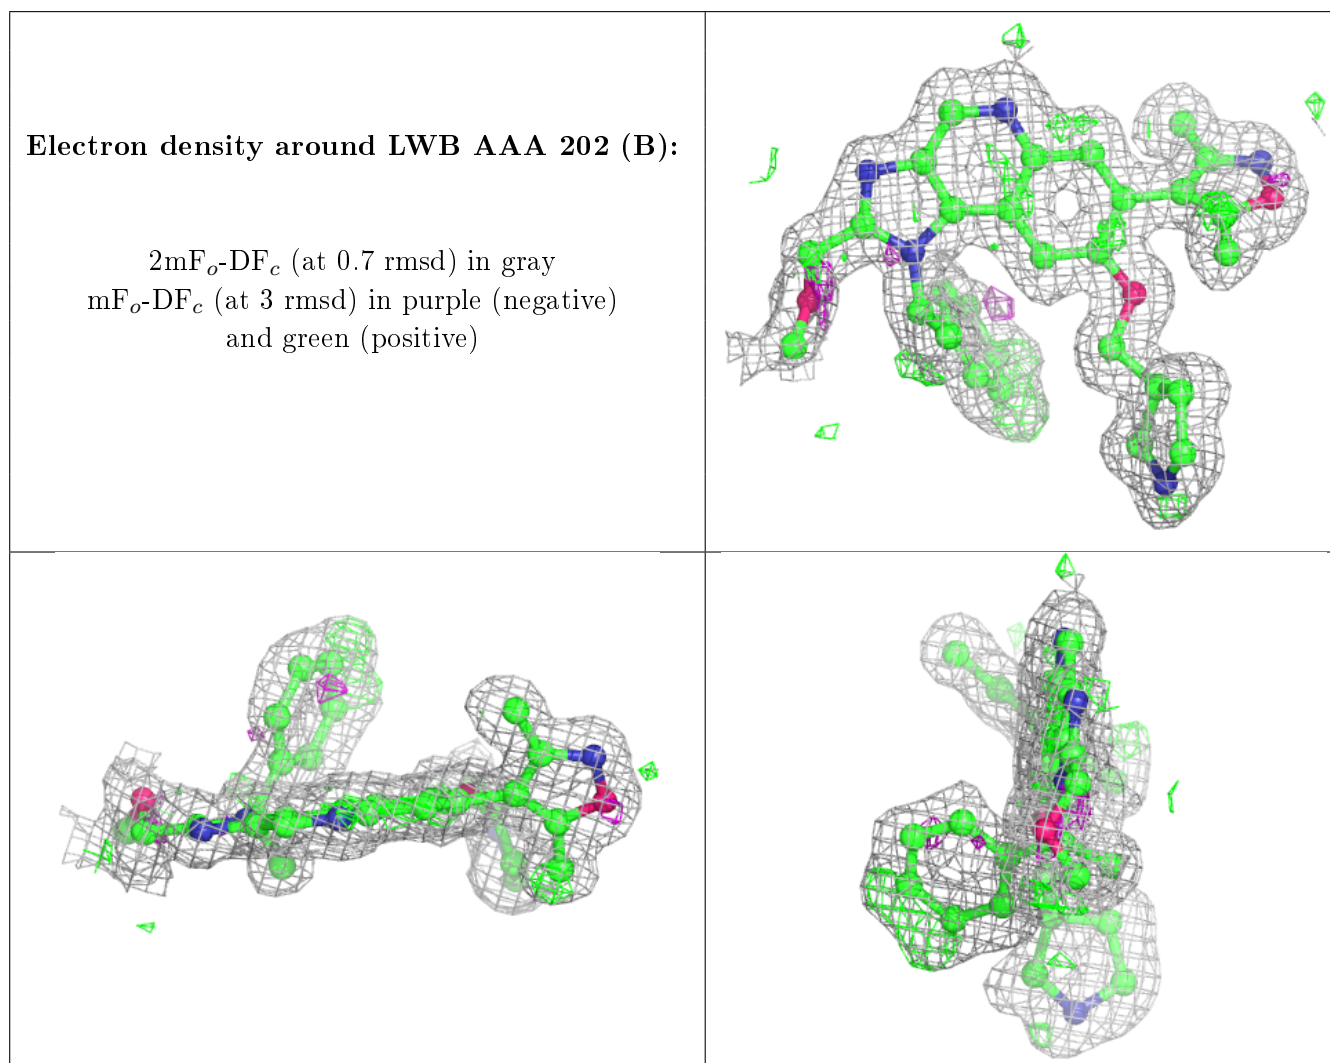 Electron density around LWB AAA 202 (B):
2mFo-DFc (at 0.7 rmsd) in gray
mFo-DFc (at 3 rmsd) in purple (negative)
and green (positive)